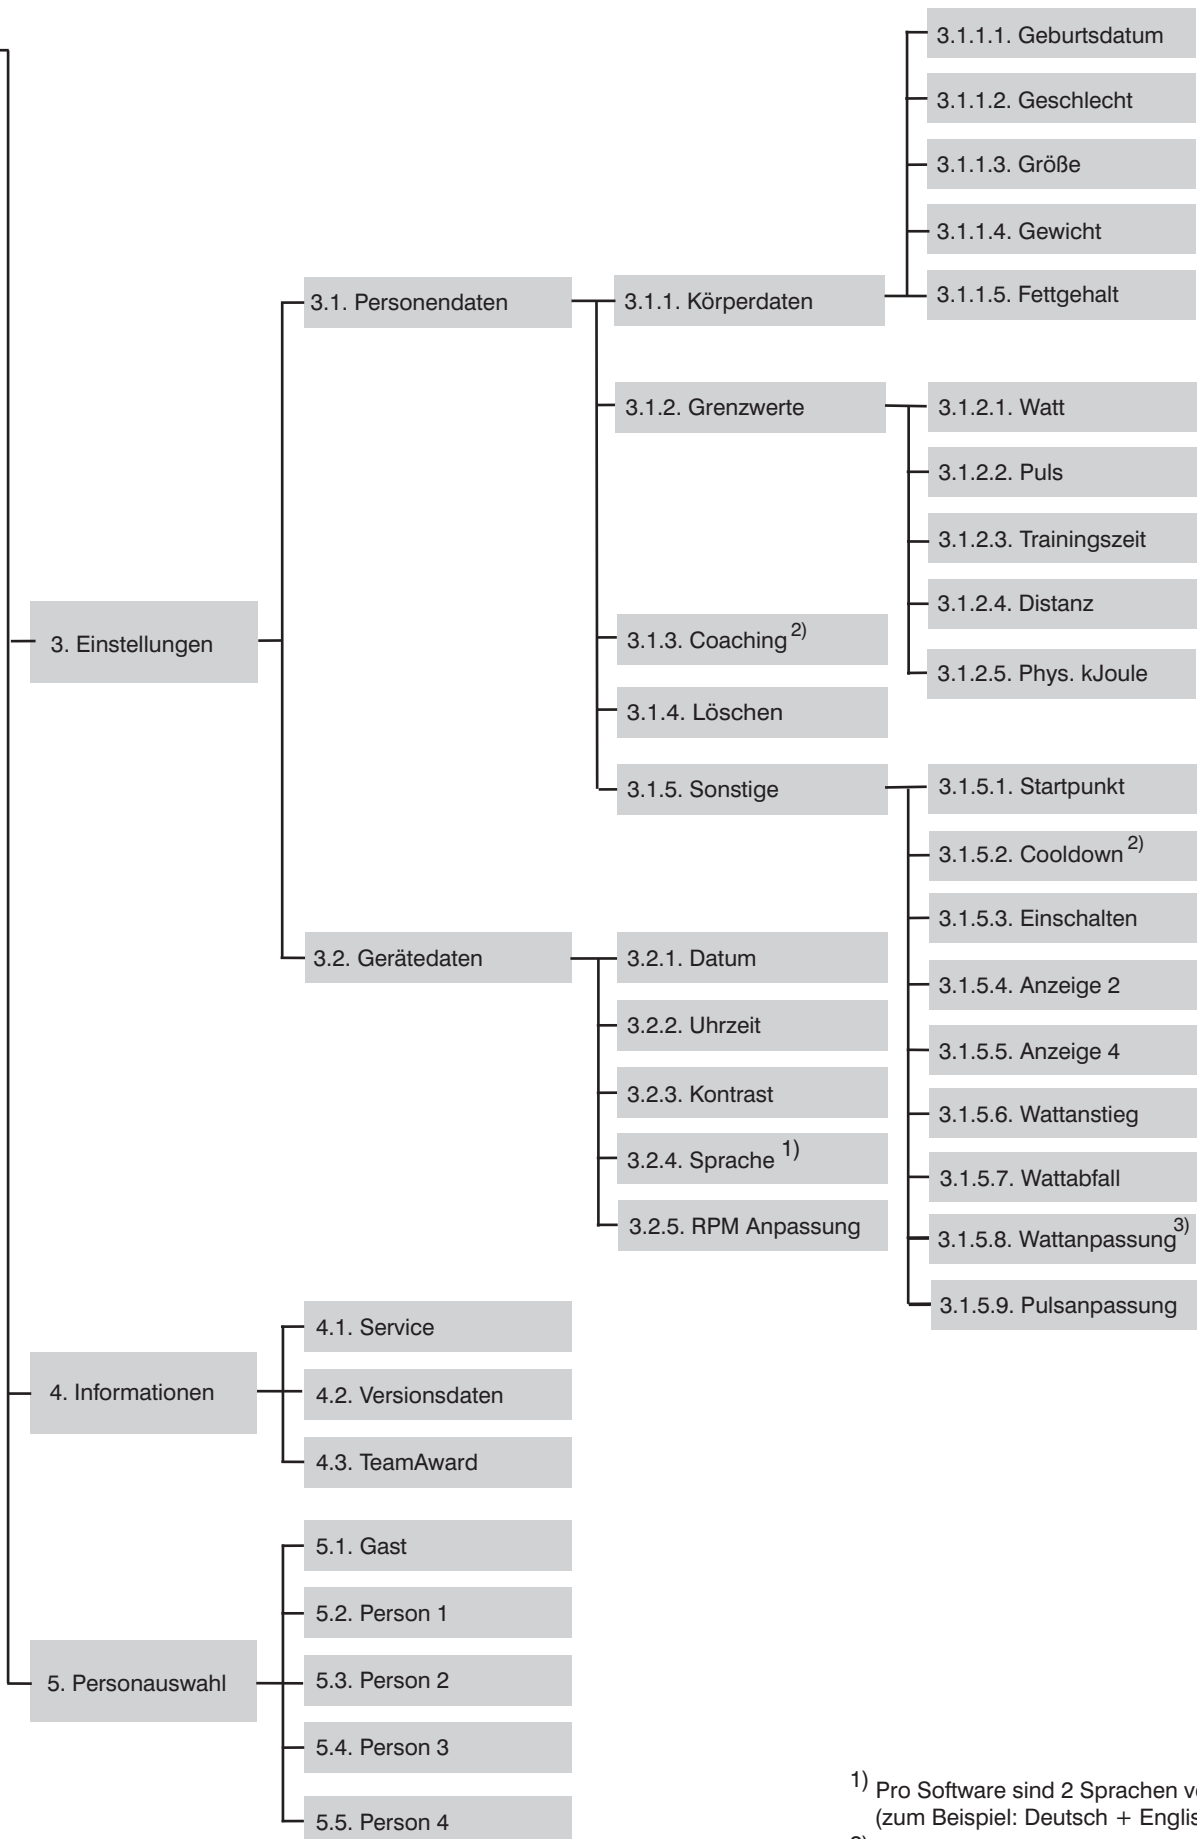 3. Einstellungen
3.1. Personendaten
3.1.1. Körperdaten
3.1.1.1. Geburtsdatum
3.1.1.2. Geschlecht
3.1.1.3. Größe
3.1.1.4. Gewicht
3.1.1.5. Fettgehalt
3.1.2. Grenzwerte
3.1.2.1. Watt
3.1.2.2. Puls
3.1.2.3. Trainingszeit
3.1.2.4. Distanz
3.1.2.5. Phys. kJoule
3.1.3. Coaching 2)
3.1.4. Löschen
3.1.5. Sonstige
3.1.5.1. Startpunkt
3.1.5.2. Cooldown 2)
3.1.5.3. Einschalten
3.1.5.4. Anzeige 2
3.1.5.5. Anzeige 4
3.1.5.6. Wattanstieg
3.1.5.7. Wattabfall
3.1.5.8. Wattanpassung 3)
3.1.5.9. Pulsanpassung
3.2. Gerätedaten
3.2.1. Datum
3.2.2. Uhrzeit
3.2.3. Kontrast
3.2.4. Sprache 1)
3.2.5. RPM Anpassung
4. Informationen
4.1. Service
4.2. Versionsdaten
4.3. TeamAward
5. Personauswahl
5.1. Gast
5.2. Person 1
5.3. Person 2
5.4. Person 3
5.5. Person 4
1) Pro Software sind 2 Sprachen
(zum Beispiel: Deutsch +